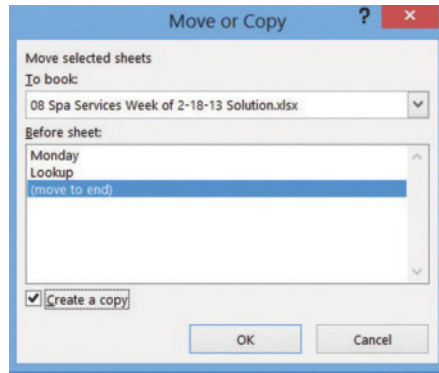 Move or Copy ?
Move selected sheets
To book:
08 Spa Services Week of 2-18-13 Solution.xlsx
Before sheet:
Monday
Lookup
(move to end)
Create a copy
OK Cancel